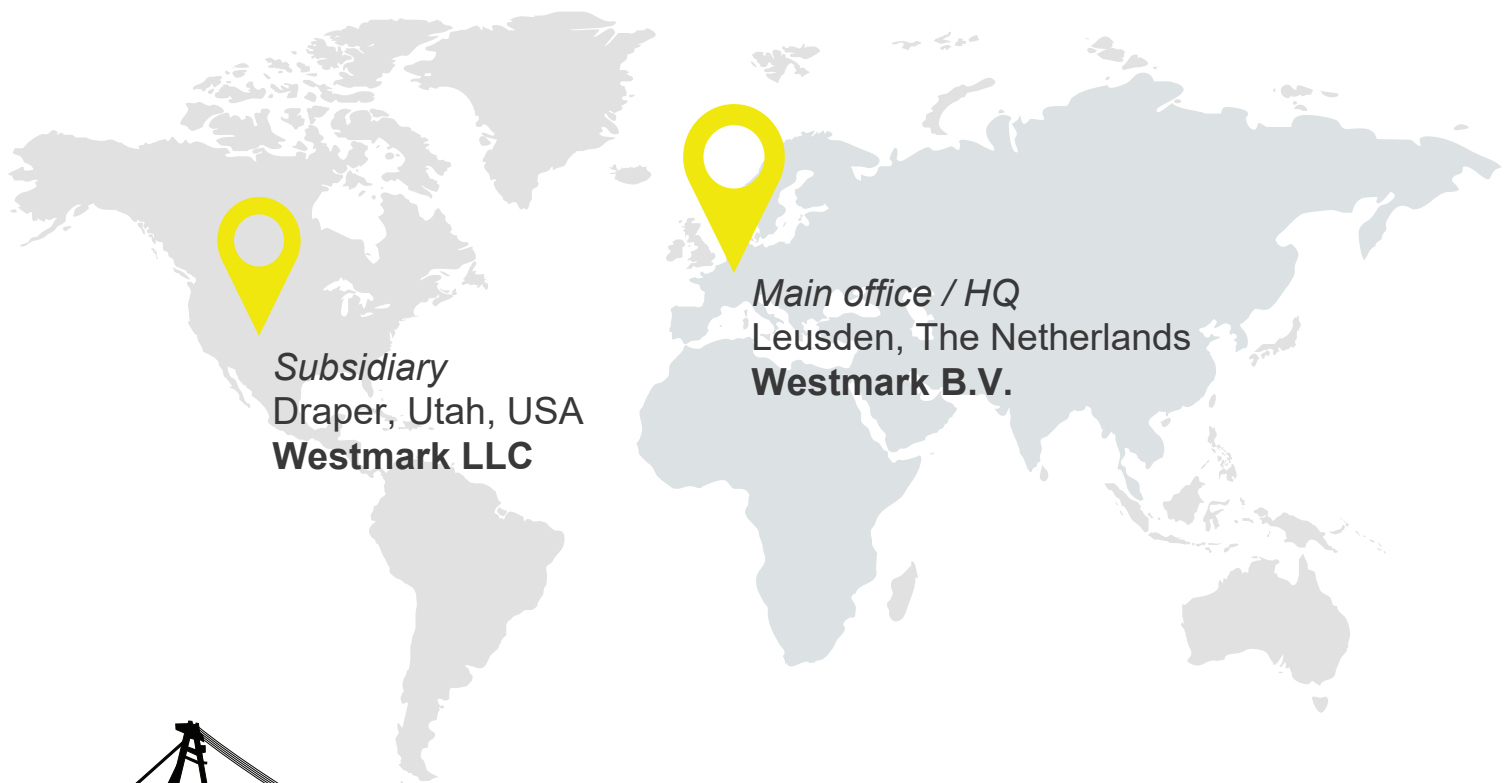 Main office / HQ
Leusden, The Netherlands
Westmark B.V.
Subsidiary
Draper, Utah, USA
Westmark LLC